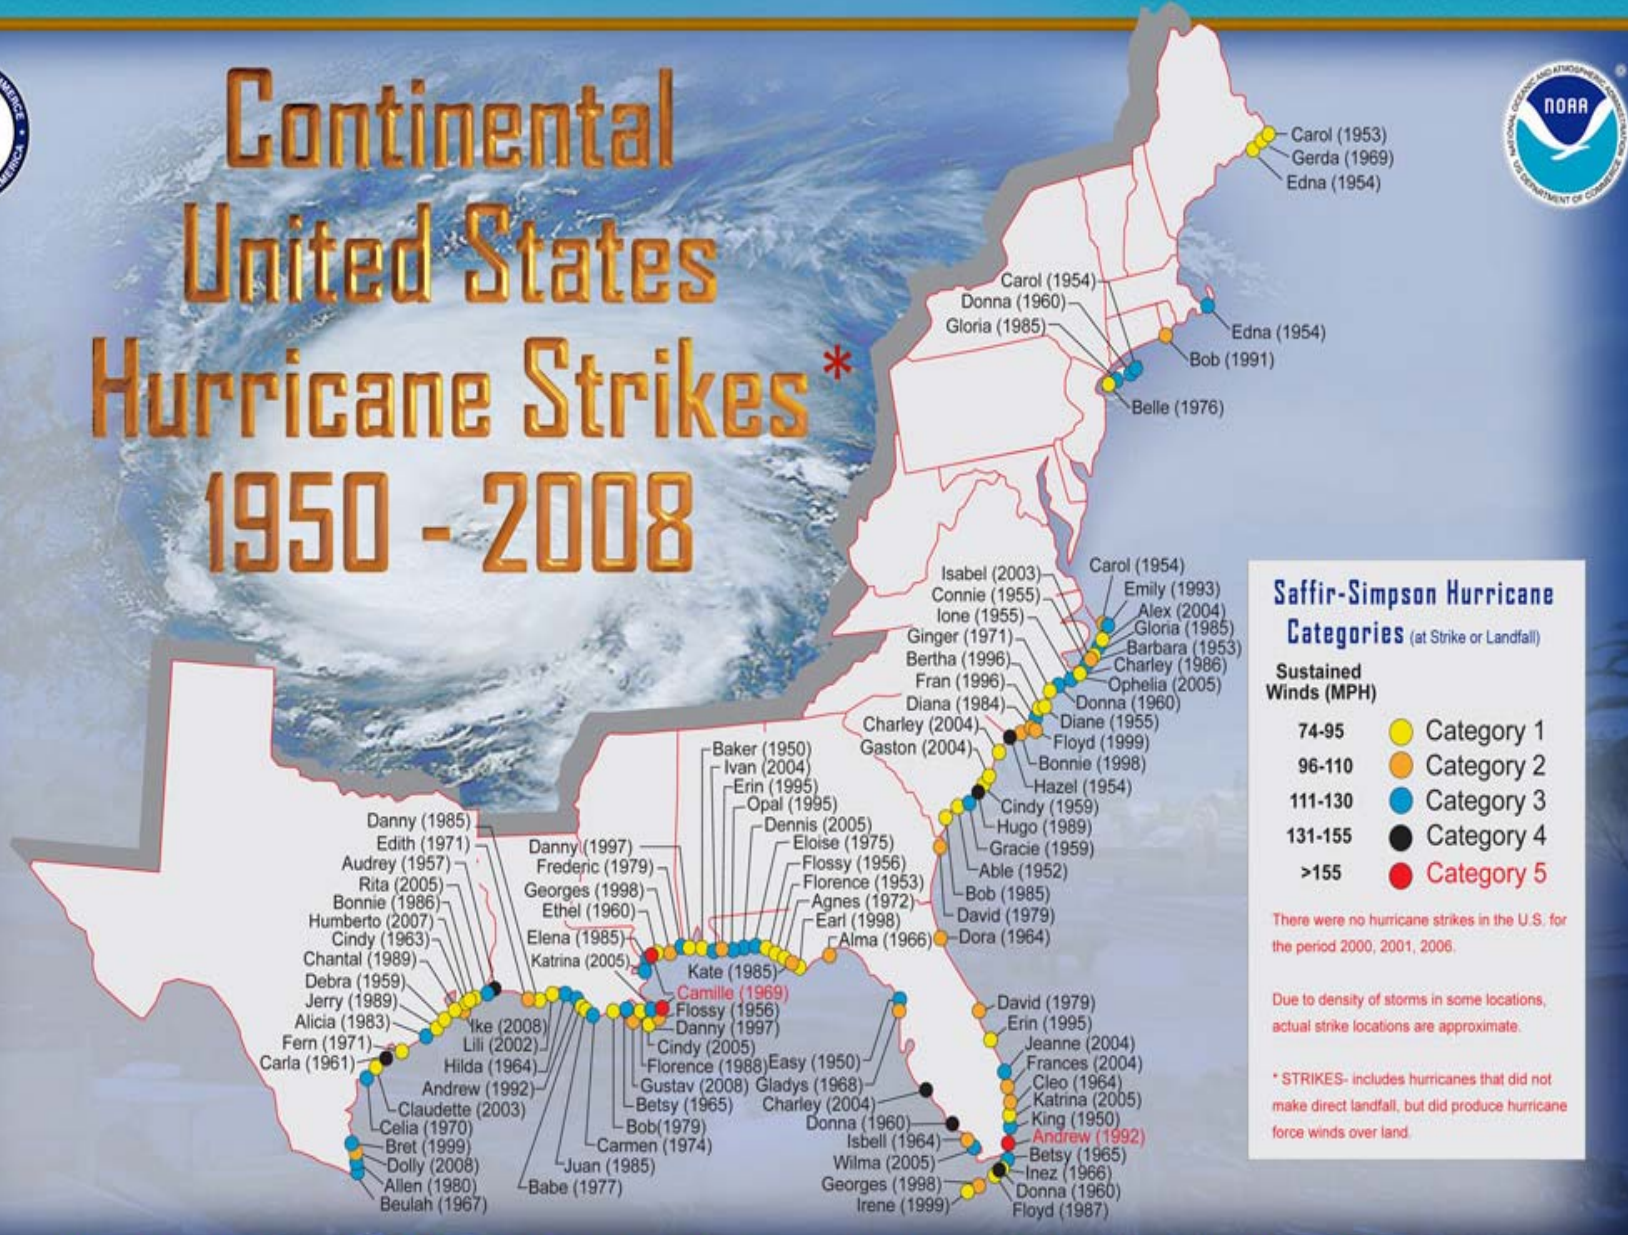 Continental
United States
Hurricane Strikes*
1950 - 2008
MMERCE
AMERICA
NATIONAL OCEANIC AND ATMOSPHERIC ADMINISTRATION
NOAA
US DEPARTMENT OF COMMERCE
Carol (1953)
Gerda (1969)
Edna (1954)
Carol (1954)
Donna (1960)
Gloria (1985)
Edna (1954)
Bob (1991)
Belle (1976)
Isabel (2003)
Connie (1955)
Ione (1955)
Ginger (1971)
Bertha (1996)
Fran (1996)
Diana (1984)
Charley (2004)
Gaston (2004)
Carol (1954)
Emily (1993)
Alex (2004)
Gloria (1985)
Barbara (1953)
Charley (1986)
Ophelia (2005)
Donna (1960)
Diane (1955)
Floyd (1999)
Bonnie (1998)
Hazel (1954)
Cindy (1959)
Hugo (1989)
Gracie (1959)
Able (1952)
Bob (1985)
David (1979)
Dora (1964)
Baker (1950)
Ivan (2004)
Erin (1995)
Opal (1995)
Dennis (2005)
Eloise (1975)
Flossy (1956)
Florence (1953)
Agnes (1972)
Earl (1998)
Alma (1966)
Danny (1997)
Frederic (1979)
Georges (1998)
Ethel (1960)
Elena (1985)
Katrina (2005)
Kate (1985)
Camille (1969)
Flossy (1956)
Danny (1997)
Cindy (2005)
Florence (1988)
Gustav (2008)
Betsy (1965)
Bob(1979)
Carmen (1974)
Juan (1985)
Babe (1977)
Danny (1985)
Edith (1971)
Audrey (1957)
Rita (2005)
Bonnie (1986)
Humberto (2007)
Cindy (1963)
Chantal (1989)
Debra (1959)
Jerry (1989)
Alicia (1983)
Fern (1971)
Carla (1961)
Ike (2008)
Lili (2002)
Hilda (1964)
Andrew (1992)
Claudette (2003)
Celia (1970)
Bret (1999)
Dolly (2008)
Allen (1980)
Beulah (1967)
Easy (1950)
Gladys (1968)
Charley (2004)
Donna (1960)
Isbell (1964)
Wilma (2005)
Georges (1998)
Irene (1999)
David (1979)
Erin (1995)
Jeanne (2004)
Frances (2004)
Cleo (1964)
Katrina (2005)
King (1950)
Andrew (1992)
Betsy (1965)
Inez (1966)
Donna (1960)
Floyd (1987)
Saffir-Simpson Hurricane
Categories (at Strike or Landfall)
Sustained
Winds (MPH)
74-95 Category 1
96-110 Category 2
111-130 Category 3
131-155 Category 4
>155 Category 5
There were no hurricane strikes in the U.S. for
the period 2000, 2001, 2006.
Due to density of storms in some locations,
actual strike locations are approximate.
* STRIKES- includes hurricanes that did not
make direct landfall, but did produce hurricane
force winds over land.